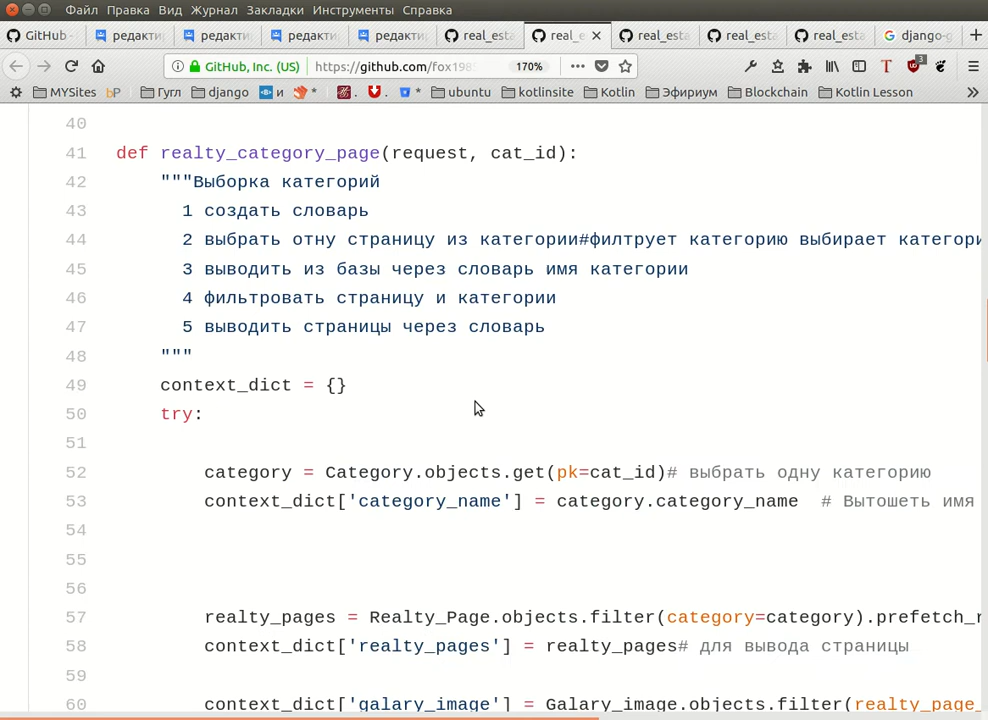 Файл Правка Вид Журнал Закладки Инструменты Справка
GitHub редакти редакти редакти редакти real_esta real_e real_esta real_esta real_esta django-g
GitHub, Inc. (US) https://github.com/fox198 170% 3
MYSites bP Гугл django и * . . * ubuntu kotlinsite Kotlin Эфириум Blockchain Kotlin Lesson
40
41 def realty_category_page(request, cat_id):
42 """Выборка категорий
43 1 создать словарь
44 2 выбрать отну страницу из категории#филтрует категорию выбирает категори
45 3 выводить из базы через словарь имя категории
46 4 фильтровать страницу и категории
47 5 выводить страницы через словарь
48 """
49 context_dict = {}
50 try:
51
52 category = Category.objects.get(pk=cat_id)# выбрать одну категорию
53 context_dict['category_name'] = category.category_name # Вытошеть имя
54
55
56
57 realty_pages = Realty_Page.objects.filter(category=category).prefetch_r
58 context_dict['realty_pages'] = realty_pages# для вывода страницы
59
60 context_dict['galary_image'] = Galary_image.objects.filter(realty_page_